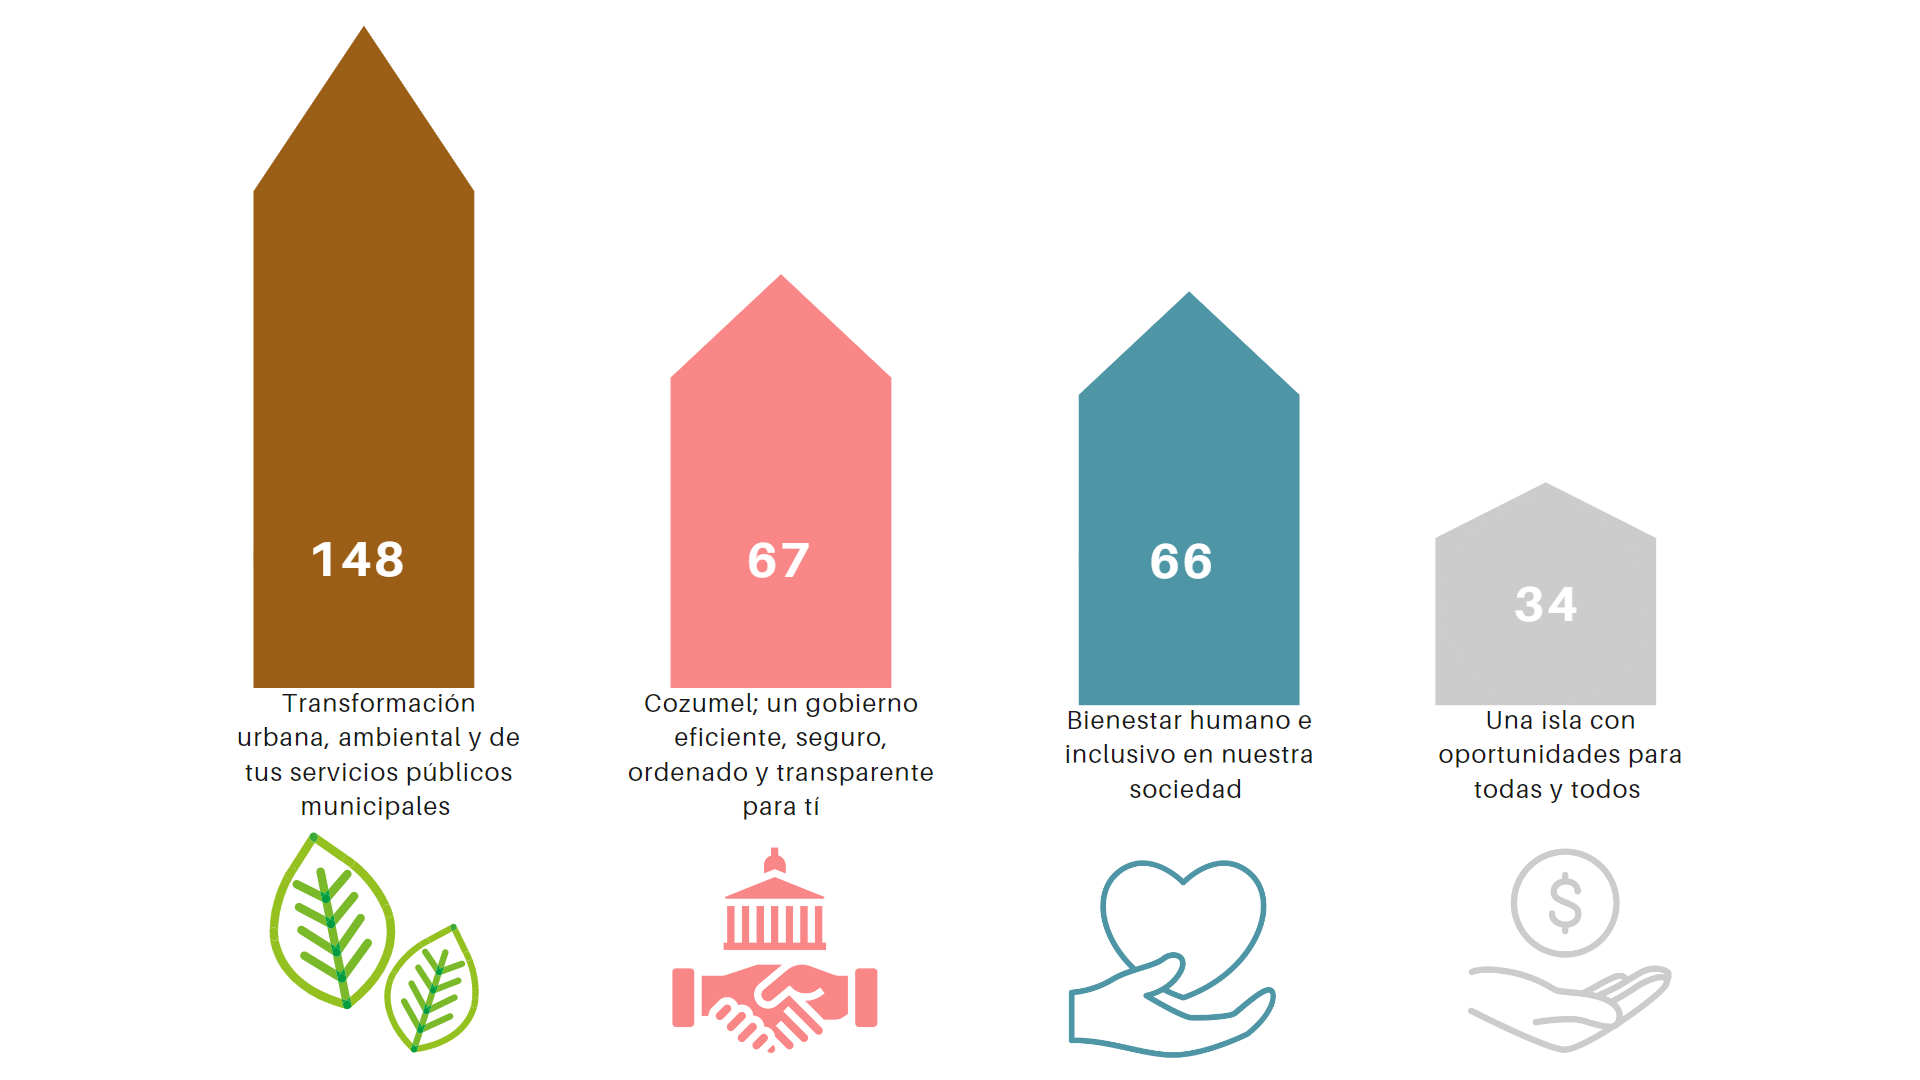 148
67
66
34
Transformación
urbana, ambiental y de
tus servicios públicos
municipales
Cozumel; un gobierno
eficiente, seguro,
ordenado y transparente
para tí
Bienestar humano e
inclusivo en nuestra
sociedad
Una isla con
oportunidades para
todas y todos
$